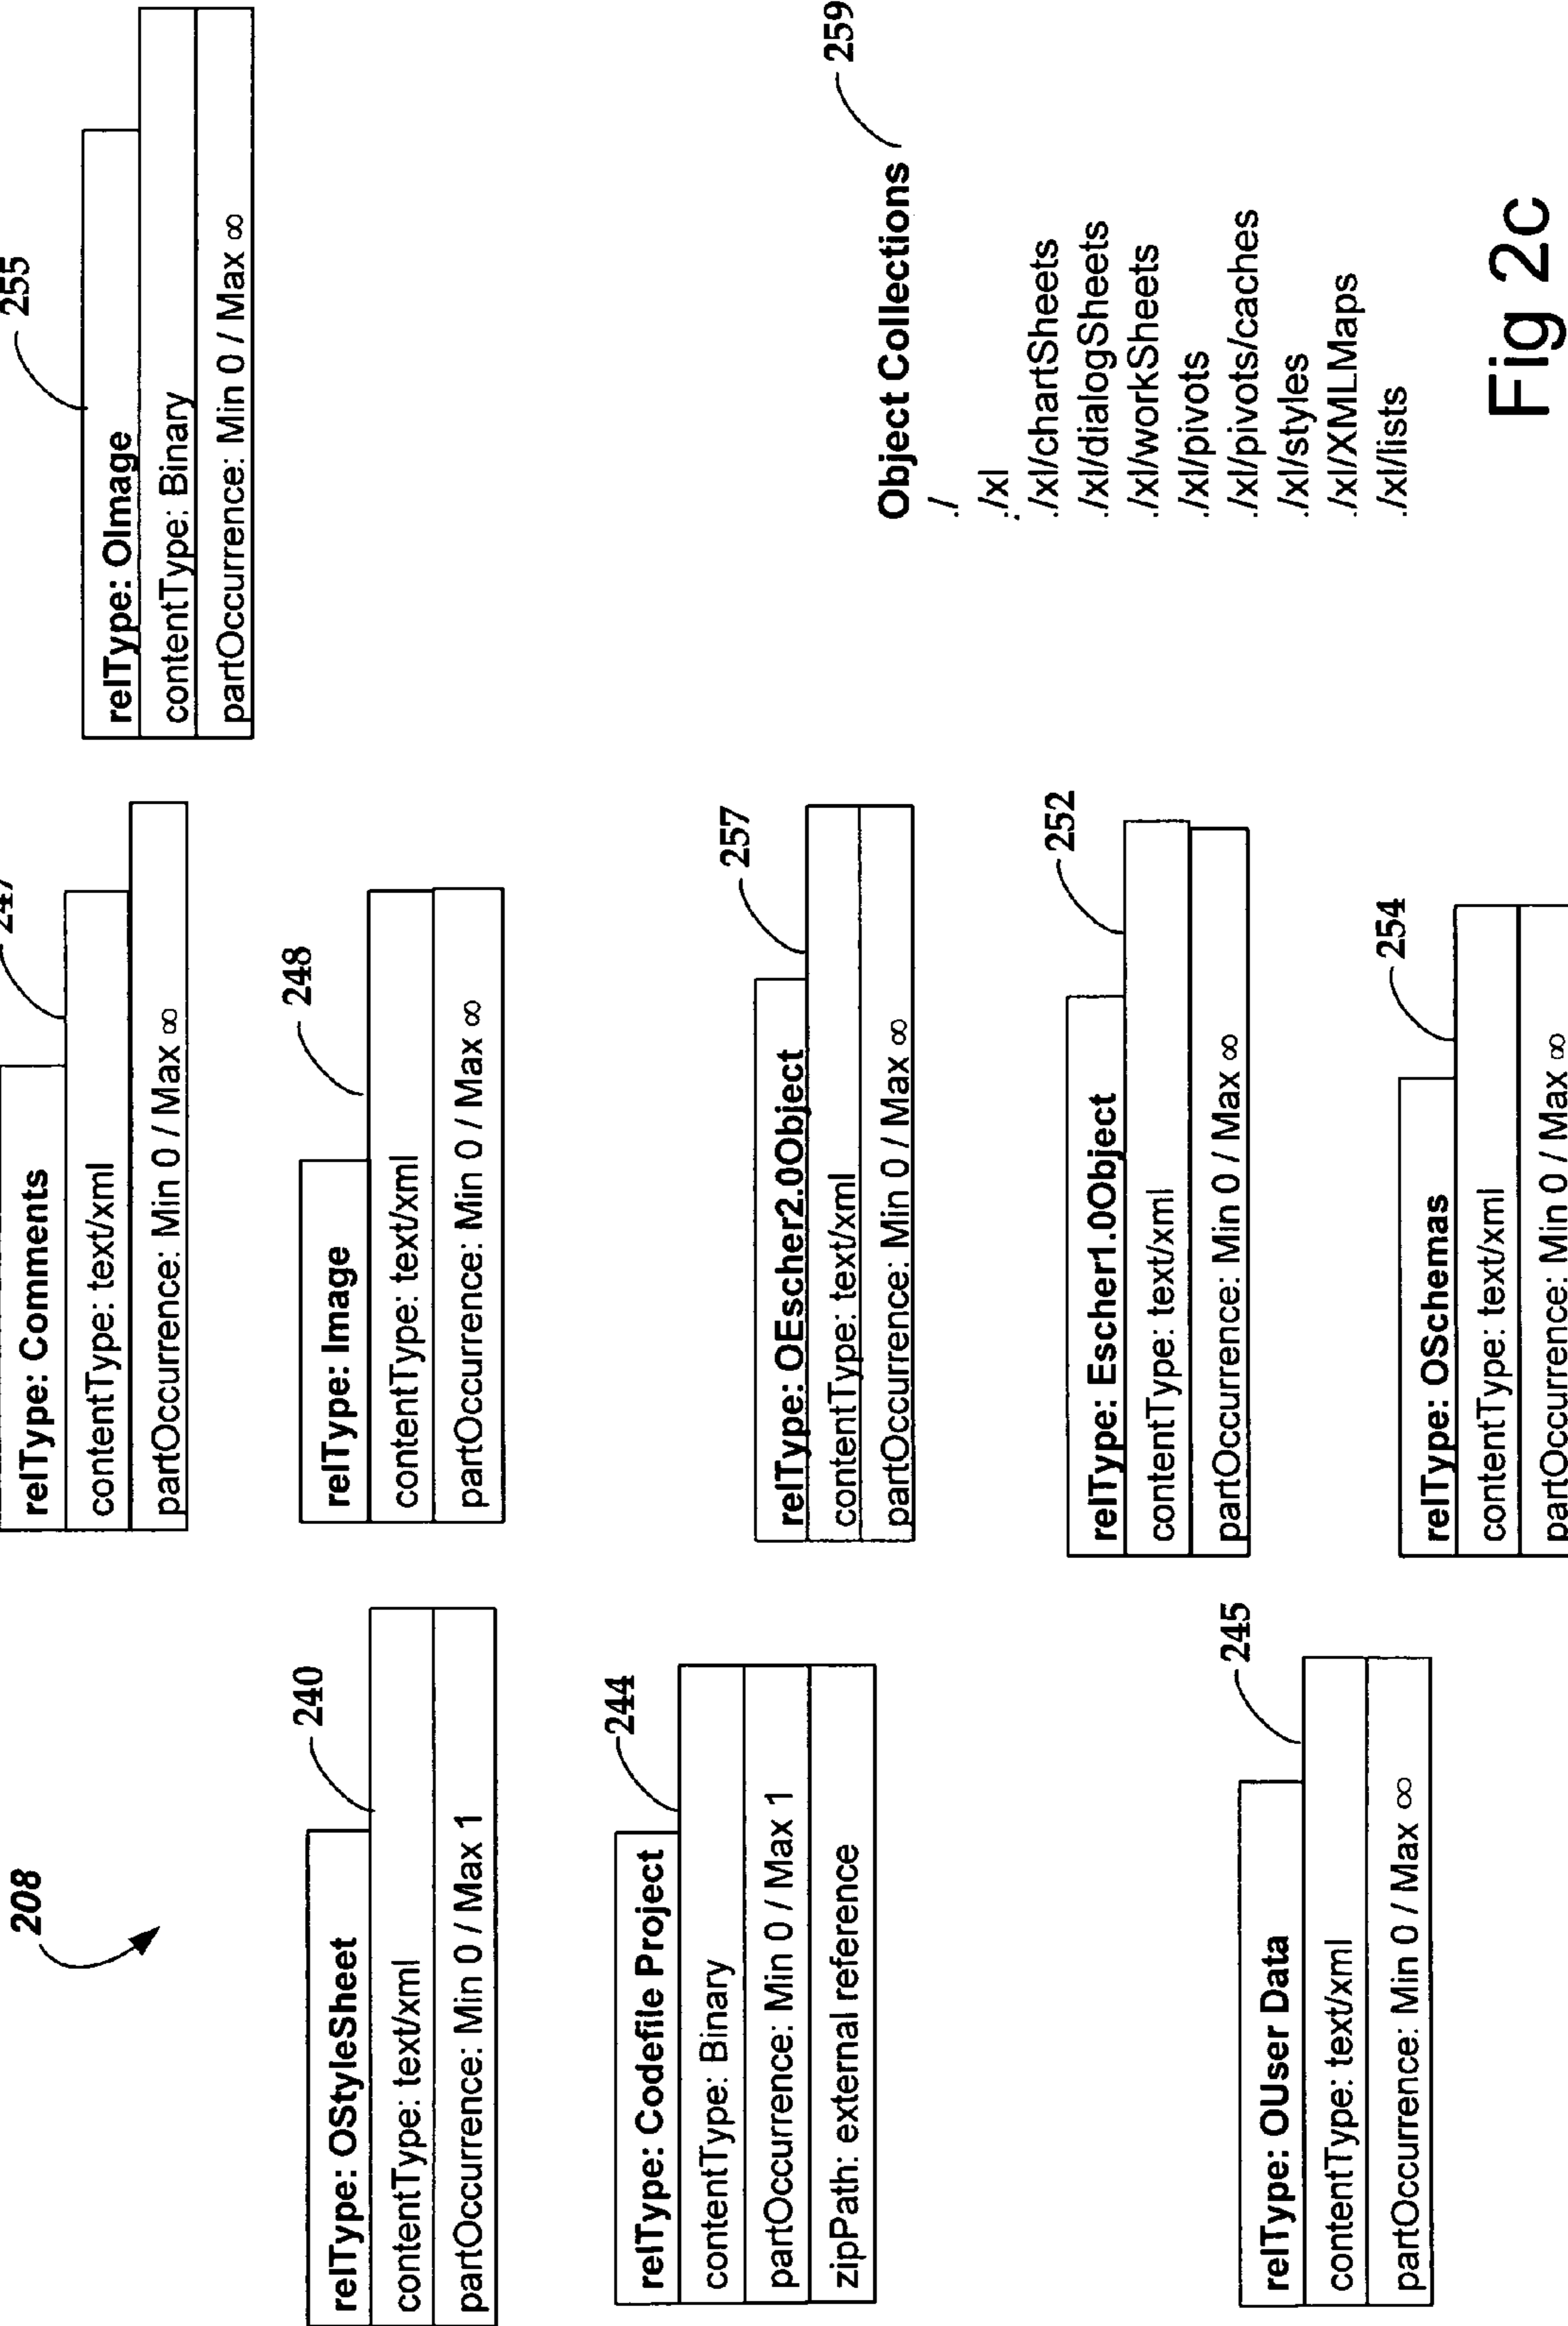 208
240
relType: OStyleSheet
contentType: text/xml
partOccurrence: Min 0 / Max 1
244
relType: Codefile Project
contentType: Binary
partOccurrence: Min 0 / Max 1
zipPath: external reference
245
relType: OUser Data
contentType: text/xml
partOccurrence: Min 0 / Max ∞
247
relType: Comments
contentType: text/xml
partOccurrence: Min 0 / Max ∞
248
relType: Image
contentType: text/xml
partOccurrence: Min 0 / Max ∞
257
relType: OEscher2.0Object
contentType: text/xml
partOccurrence: Min 0 / Max ∞
252
relType: Escher1.0Object
contentType: text/xml
partOccurrence: Min 0 / Max ∞
254
relType: OSchemas
contentType: text/xml
partOccurrence: Min 0 / Max ∞
255
relType: OImage
contentType: Binary
partOccurrence: Min 0 / Max ∞
259
Object Collections
./
./xl
./xl/chartSheets
./xl/dialogSheets
./xl/workSheets
./xl/pivots
./xl/pivots/caches
./xl/styles
./xl/XMLMaps
./xl/lists
Fig 2c